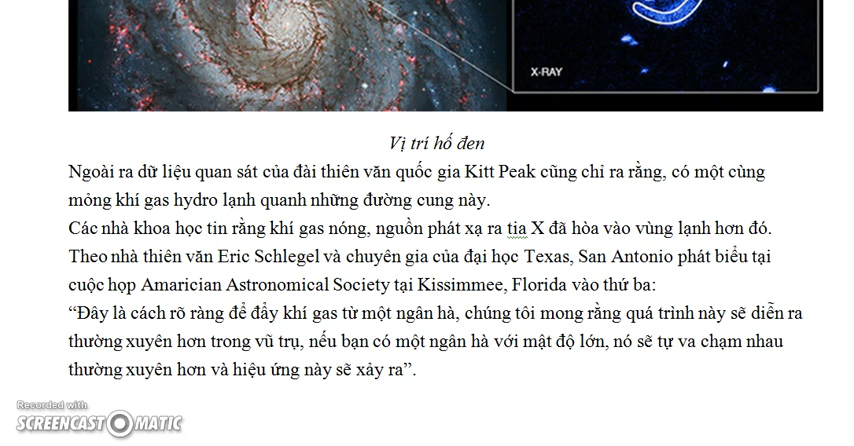 X-RAY
Vị trí hố đen
Ngoài ra dữ liệu quan sát của đài thiên văn quốc gia Kitt Peak cũng chỉ ra rằng, có một cùng
mỏng khí gas hydro lạnh quanh những đường cung này.
Các nhà khoa học tin rằng khí gas nóng, nguồn phát xạ ra tia X đã hòa vào vùng lạnh hơn đó.
Theo nhà thiên văn Eric Schlegel và chuyên gia của đại học Texas, San Antonio phát biểu tại
cuộc họp Amarician Astronomical Society tại Kissimmee, Florida vào thứ ba:
“Đây là cách rõ ràng để đẩy khí gas từ một ngân hà, chúng tôi mong rằng quá trình này sẽ diễn ra
thường xuyên hơn trong vũ trụ, nếu bạn có một ngân hà với mật độ lớn, nó sẽ tự va chạm nhau
thường xuyên hơn và hiệu ứng này sẽ xảy ra”.
Recorded with
SCREENCAST O MATIC